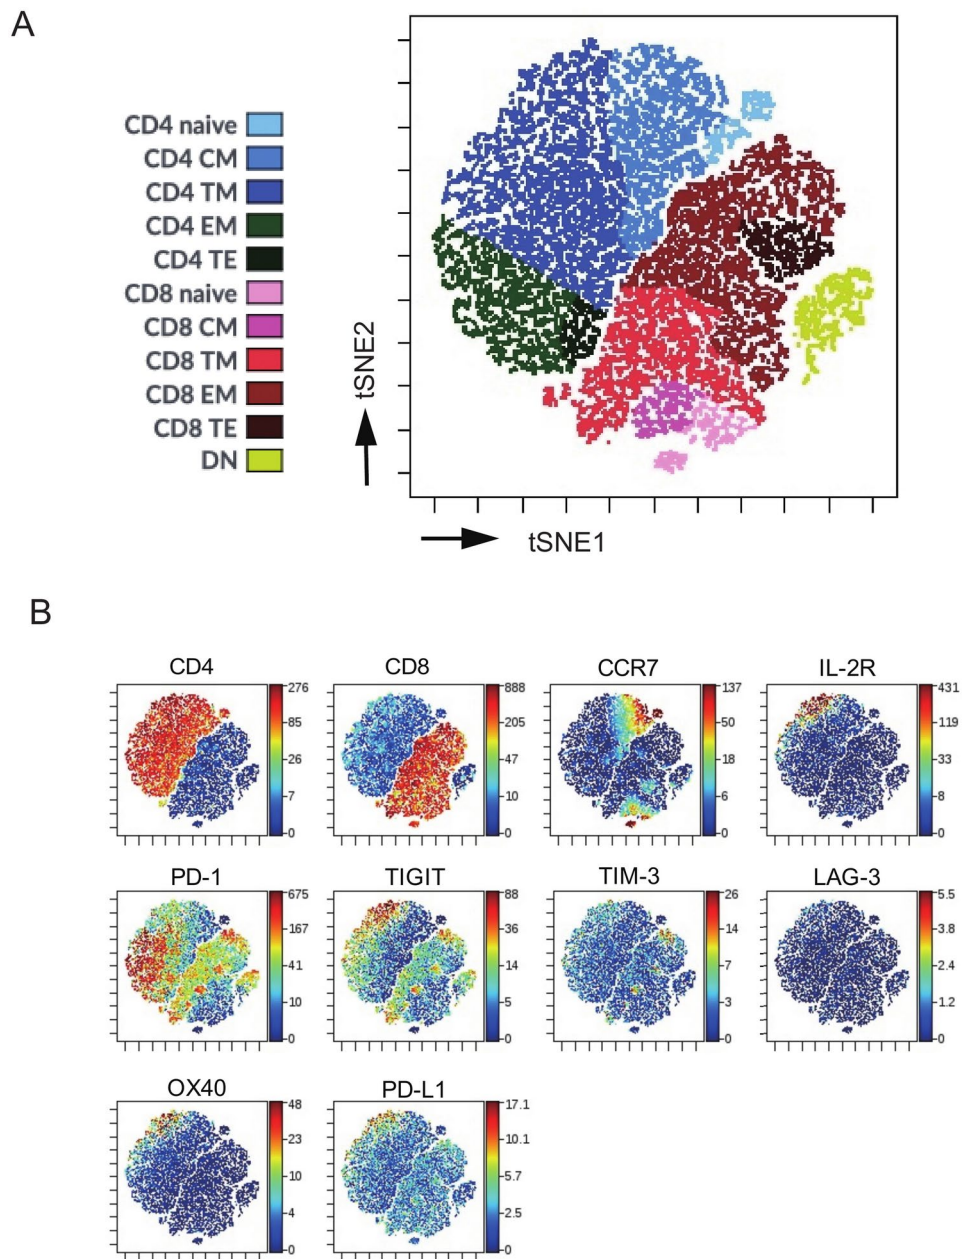 A
CD4 naive
CD4 CM
CD4 TM
CD4 EM
CD4 TE
CD8 naive
CD8 CM
CD8 TM
CD8 EM
CD8 TE
DN
tSNE2
tSNE1
B
CD4 CD8 CCR7 IL-2R
276 888 137 431
85 205 50 119
26 47 18 33
7 10 6 8
0 0 0 0
PD-1 TIGIT TIM-3 LAG-3
675 88 26 5.5
167 36 14 3.8
41 14 7 2.4
10 5 3 1.2
0 0 0 0
OX40 PD-L1
48 17.1
23 10.1
10 5.7
4 2.5
0 0